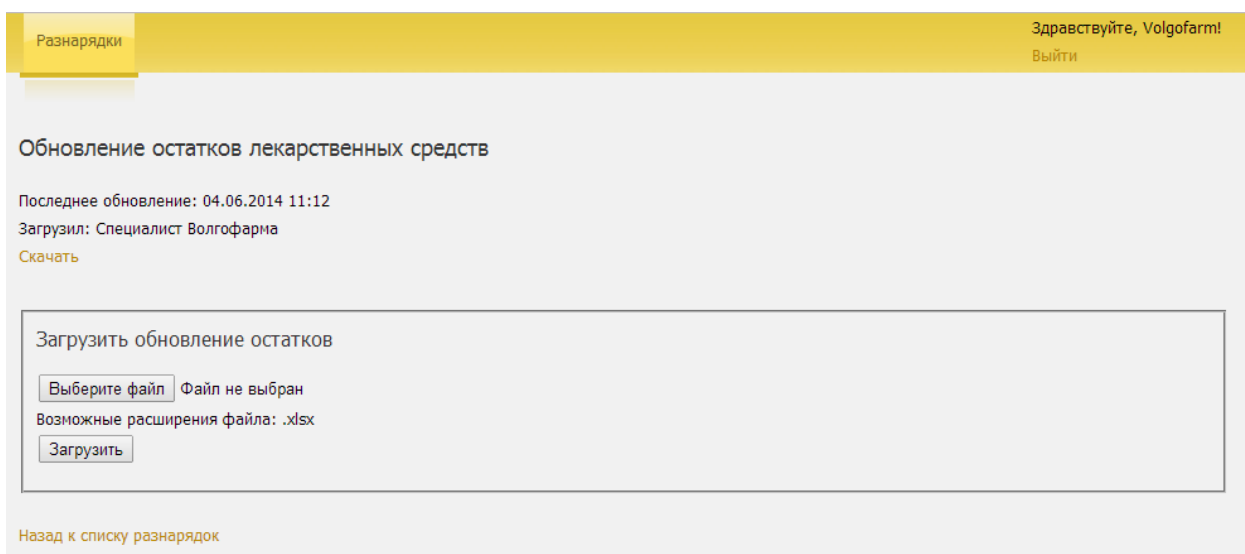 Разнарядки
Здравствуйте, Volgofarm!
Выйти
Обновление остатков лекарственных средств
Последнее обновление: 04.06.2014 11:12
Загрузил: Специалист Волгофарма
Скачать
Загрузить обновление остатков
Выберите файл Файл не выбран
Возможные расширения файла: .xlsx
Загрузить
Назад к списку разнарядок